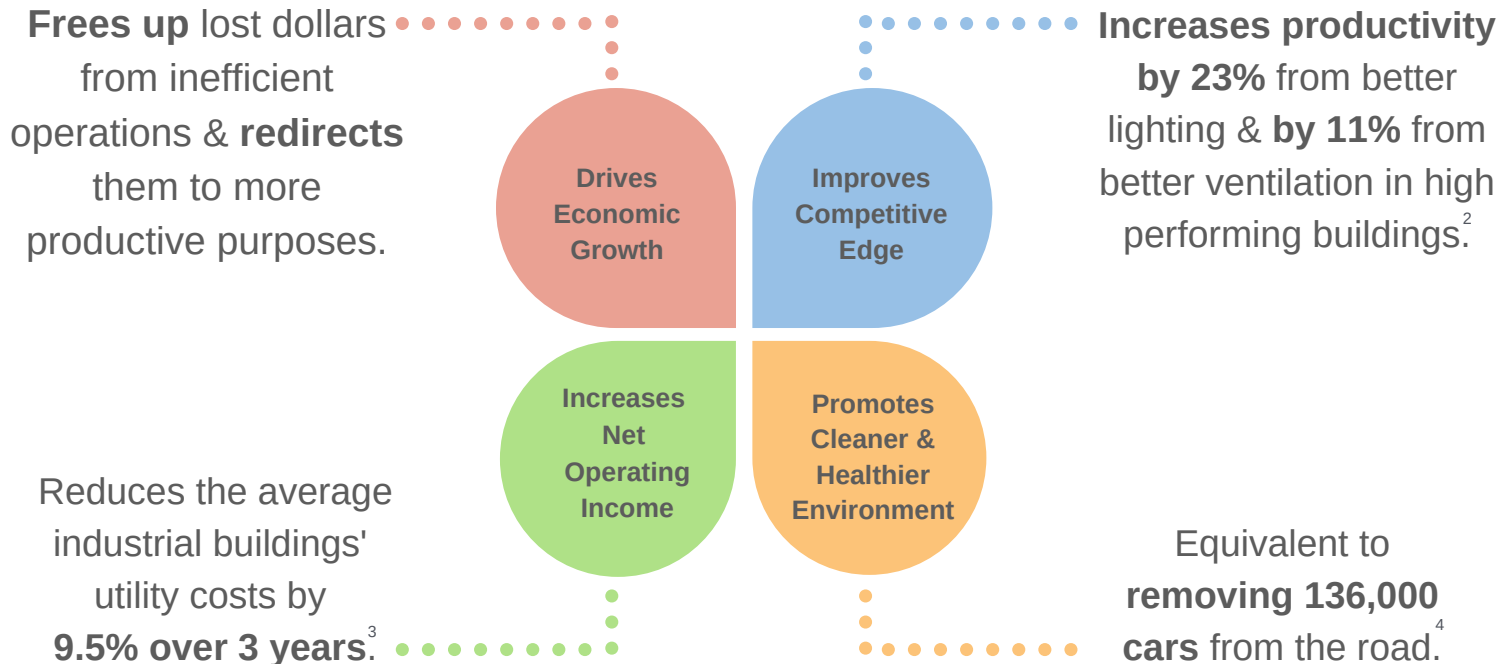 Frees up lost dollars
from inefficient
operations & redirects
them to more
productive purposes.
Drives
Economic
Growth
Improves
Competitive
Edge
Increases productivity
by 23% from better
lighting & by 11% from
better ventilation in high
performing buildings.2
Reduces the average
industrial buildings'
utility costs by
9.5% over 3 years.3
Increases
Net
Operating
Income
Promotes
Cleaner &
Healthier
Environment
Equivalent to
removing 136,000
cars from the road.4